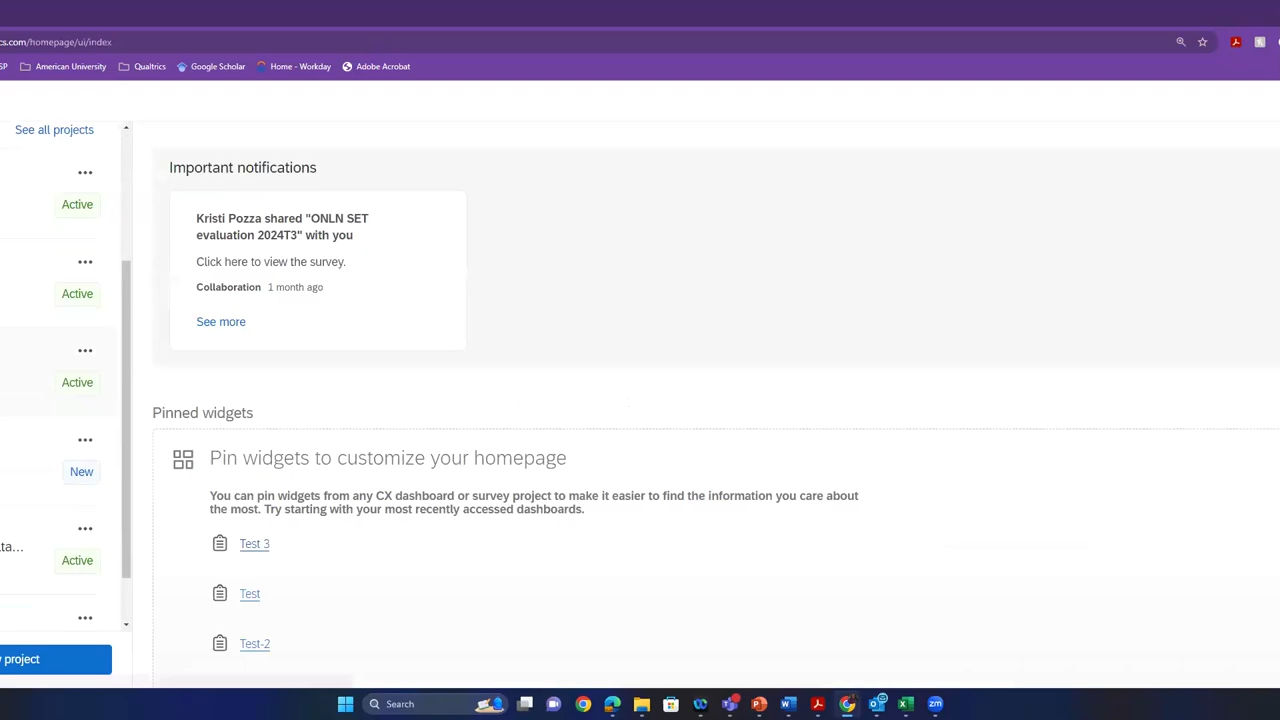 cs.com/homepage/ui/index
SP American University Qualtrics Google Scholar Home - Workday Adobe Acrobat
See all projects
Active
Active
Active
New
ta...
Active
project
Important notifications
Kristi Pozza shared "ONLN SET
evaluation 2024T3" with you
Click here to view the survey.
Collaboration 1 month ago
See more
Pinned widgets
Pin widgets to customize your homepage
You can pin widgets from any CX dashboard or survey project to make it easier to find the information you care about
the most. Try starting with your most recently accessed dashboards.
Test 3
Test
Test-2
Search